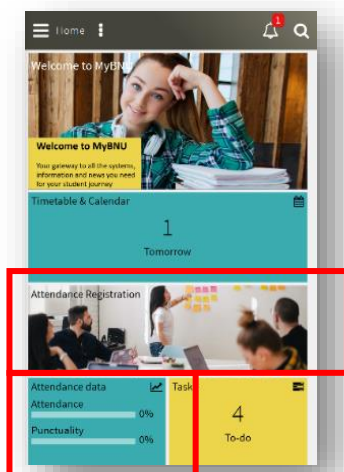 Home
1
Welcome to MyBNU
Welcome to MyBNU
Your gateway to all the systems,
information and news you need
for your student journey
Timetable & Calendar
1
Tomorrow
Attendance Registration
Attendance data
Attendance
0%
Punctuality
0%
Task
4
To-do